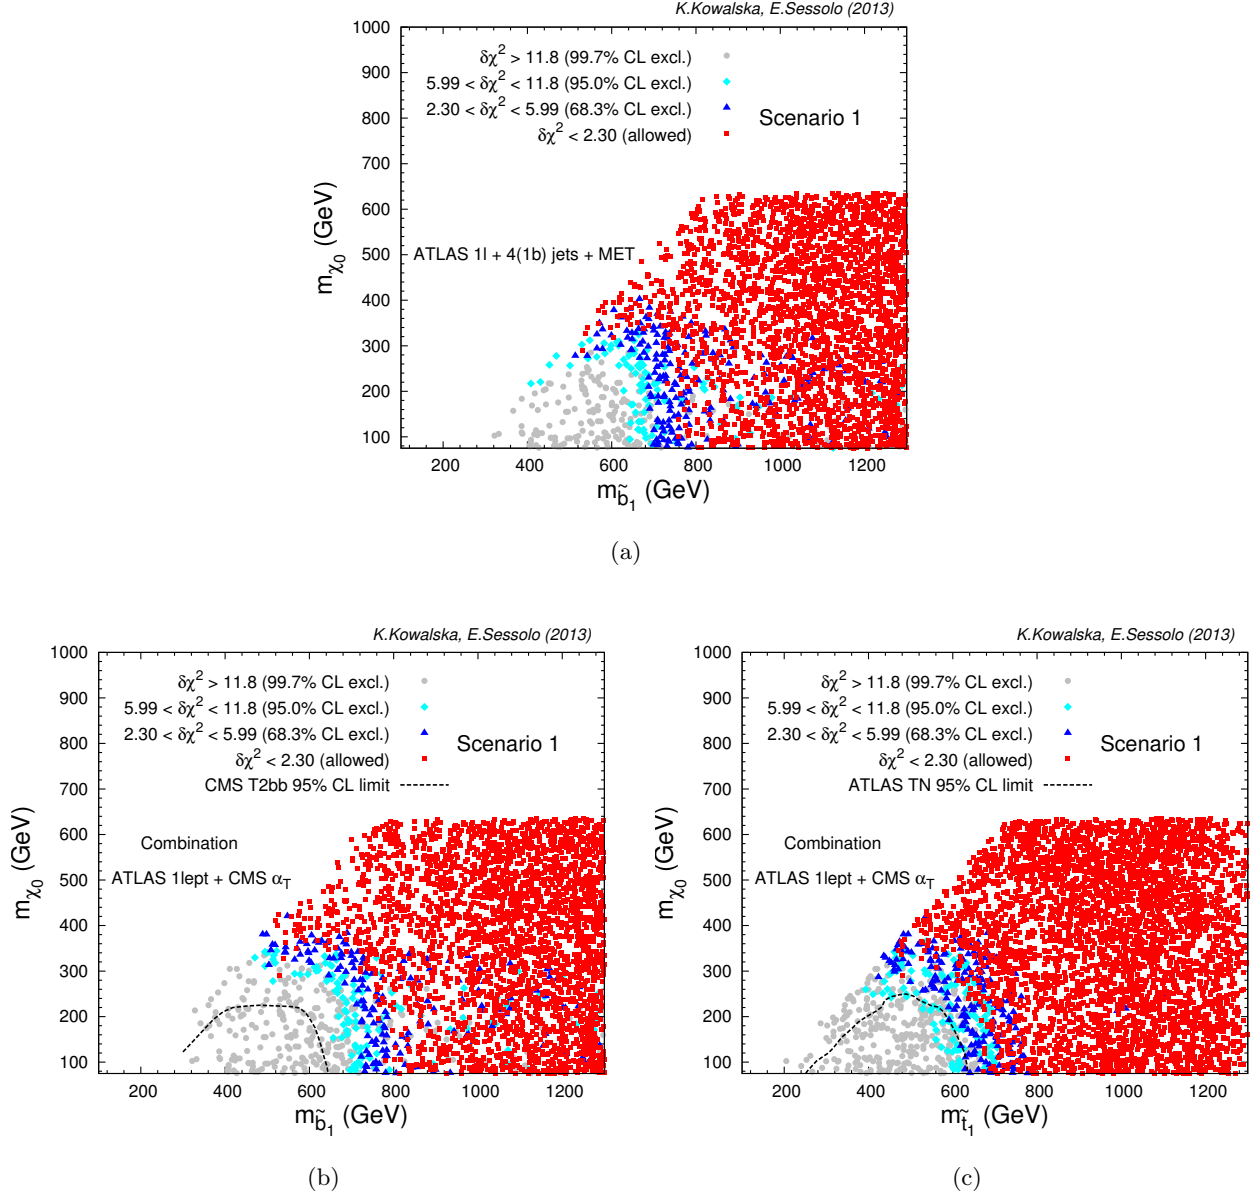 K.Kowalska, E.Sessolo (2013)
1000
900
800
700
600
500
400
300
200
100
δχ² > 11.8 (99.7% CL excl.)
5.99 < δχ² < 11.8 (95.0% CL excl.)
2.30 < δχ² < 5.99 (68.3% CL excl.)
δχ² < 2.30 (allowed)
Scenario 1
ATLAS 1l + 4(1b) jets + MET
m_χ₀ (GeV)
200 400 600 800 1000 1200
m_b̃₁ (GeV)
(a)
K.Kowalska, E.Sessolo (2013)
1000
900
800
700
600
500
400
300
200
100
δχ² > 11.8 (99.7% CL excl.)
5.99 < δχ² < 11.8 (95.0% CL excl.)
2.30 < δχ² < 5.99 (68.3% CL excl.)
δχ² < 2.30 (allowed)
CMS T2bb 95% CL limit
Scenario 1
Combination
ATLAS 1lept + CMS α_T
m_χ₀ (GeV)
200 400 600 800 1000 1200
m_b̃₁ (GeV)
(b)
K.Kowalska, E.Sessolo (2013)
1000
900
800
700
600
500
400
300
200
100
δχ² > 11.8 (99.7% CL excl.)
5.99 < δχ² < 11.8 (95.0% CL excl.)
2.30 < δχ² < 5.99 (68.3% CL excl.)
δχ² < 2.30 (allowed)
ATLAS TN 95% CL limit
Scenario 1
Combination
ATLAS 1lept + CMS α_T
m_χ₀ (GeV)
200 400 600 800 1000 1200
m_t̃₁ (GeV)
(c)